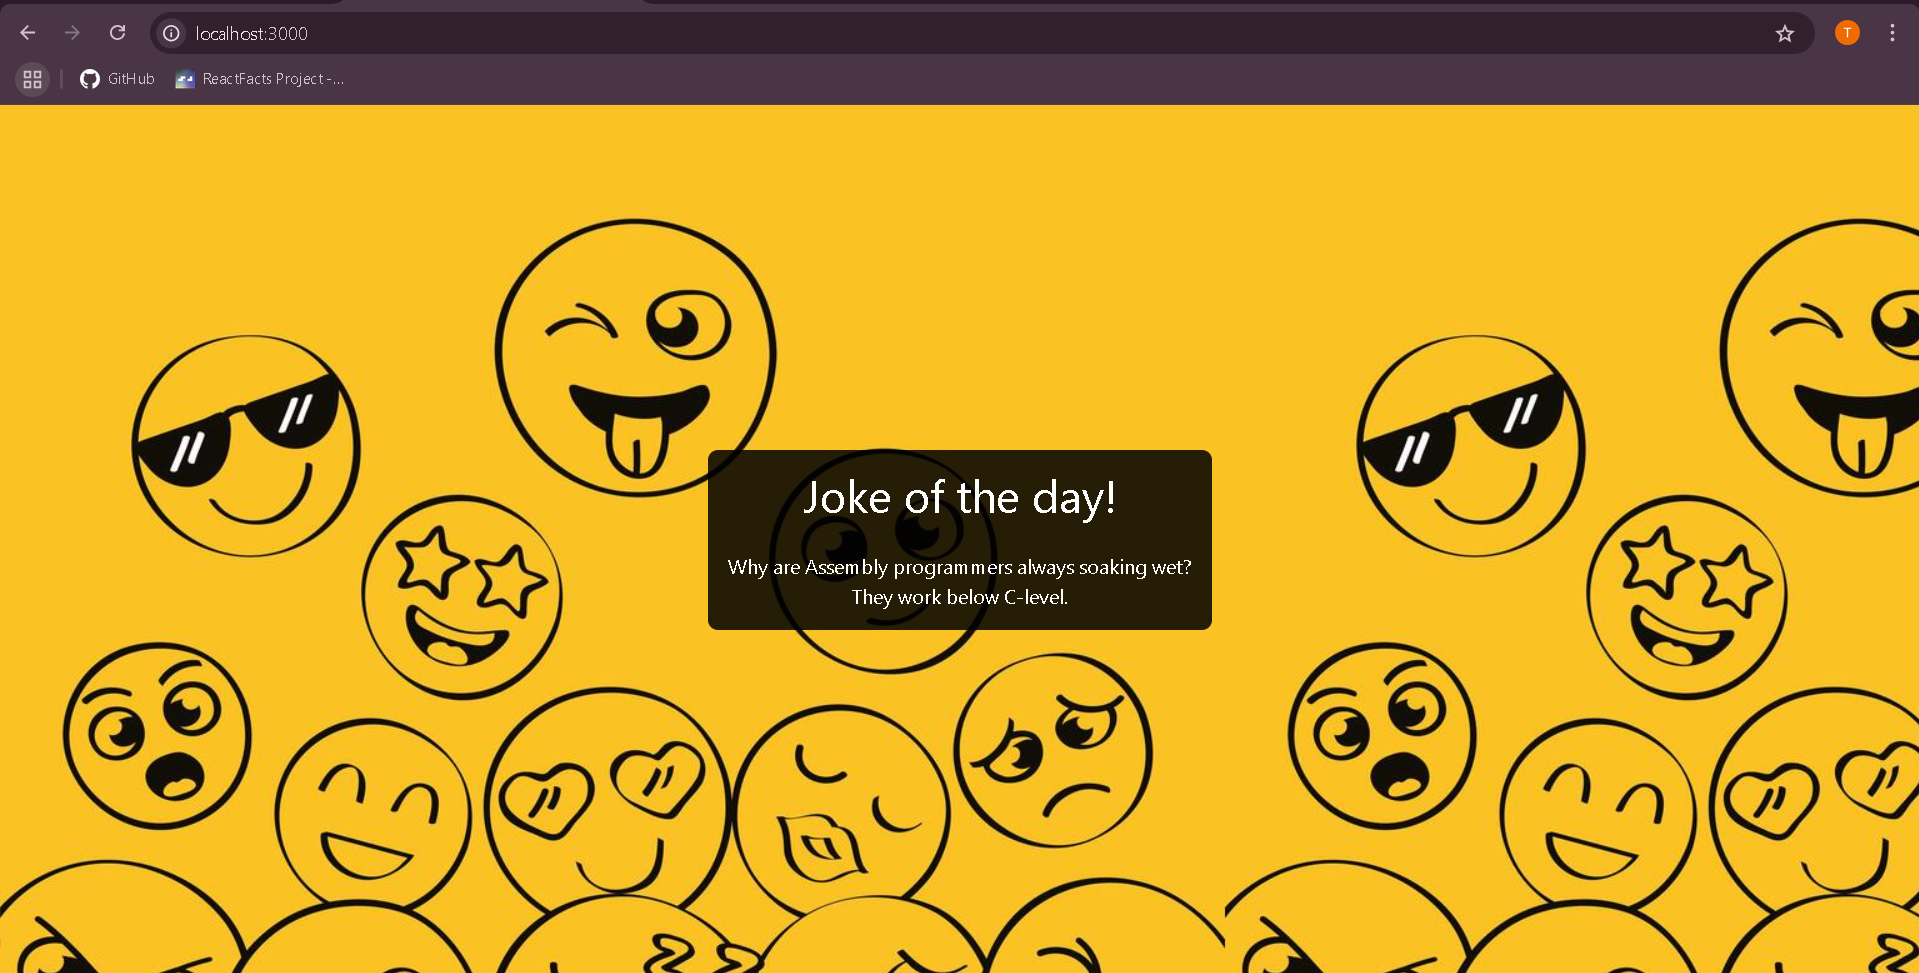 localhost:3000
GitHub
ReactFacts Project -...
T
Joke of the day!
Why are Assembly programmers always soaking wet?
They work below C-level.